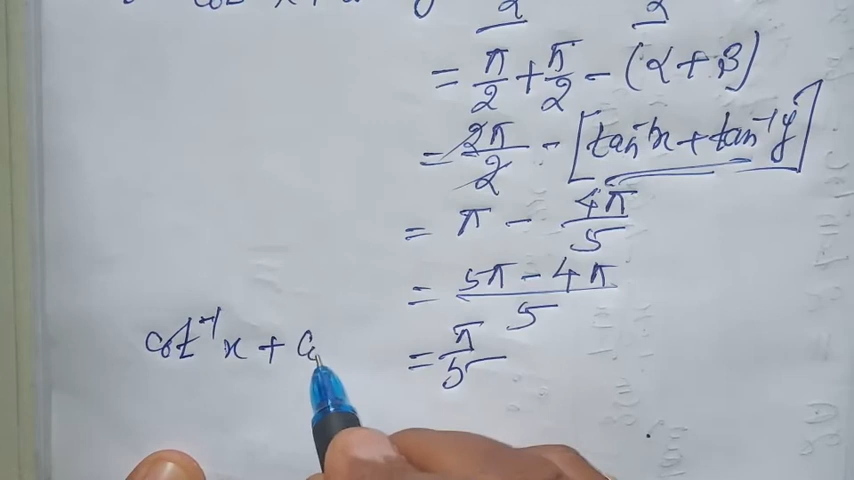 = π/2 + π/2 - (α + β)
= 2π/2 - [tan⁻¹x + tan⁻¹y]
= π - 4π/5
= 5π - 4π/5
cot⁻¹x + c = π/5